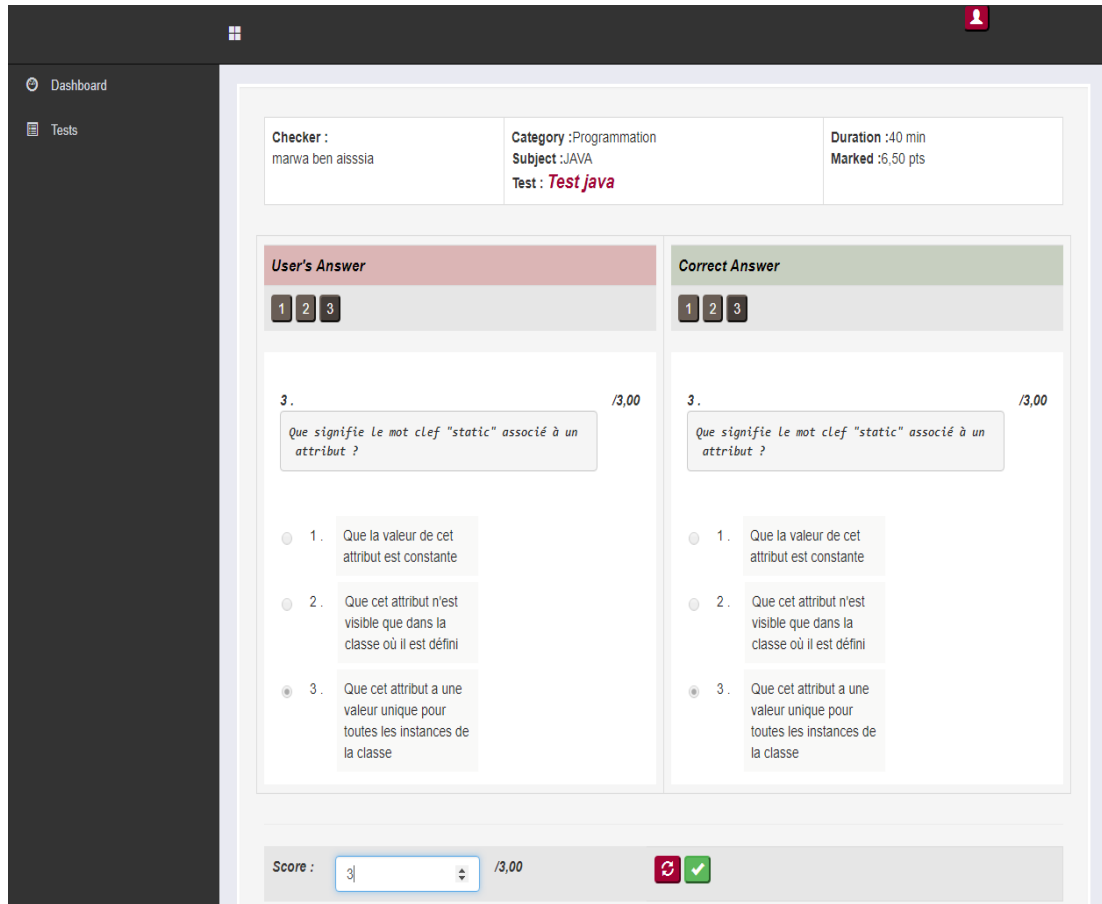 Dashboard
Tests
Checker :
marwa ben aisssia
Category :Programmation
Subject :JAVA
Test : Test java
Duration :40 min
Marked :6,50 pts
User's Answer
1 2 3
3 . /3,00
Que signifie le mot clef "static" associé à un
attribut ?
1 . Que la valeur de cet
attribut est constante
2 . Que cet attribut n'est
visible que dans la
classe où il est défini
3 . Que cet attribut a une
valeur unique pour
toutes les instances de
la classe
Correct Answer
1 2 3
3 . /3,00
Que signifie le mot clef "static" associé à un
attribut ?
1 . Que la valeur de cet
attribut est constante
2 . Que cet attribut n'est
visible que dans la
classe où il est défini
3 . Que cet attribut a une
valeur unique pour
toutes les instances de
la classe
Score : 3 /3,00